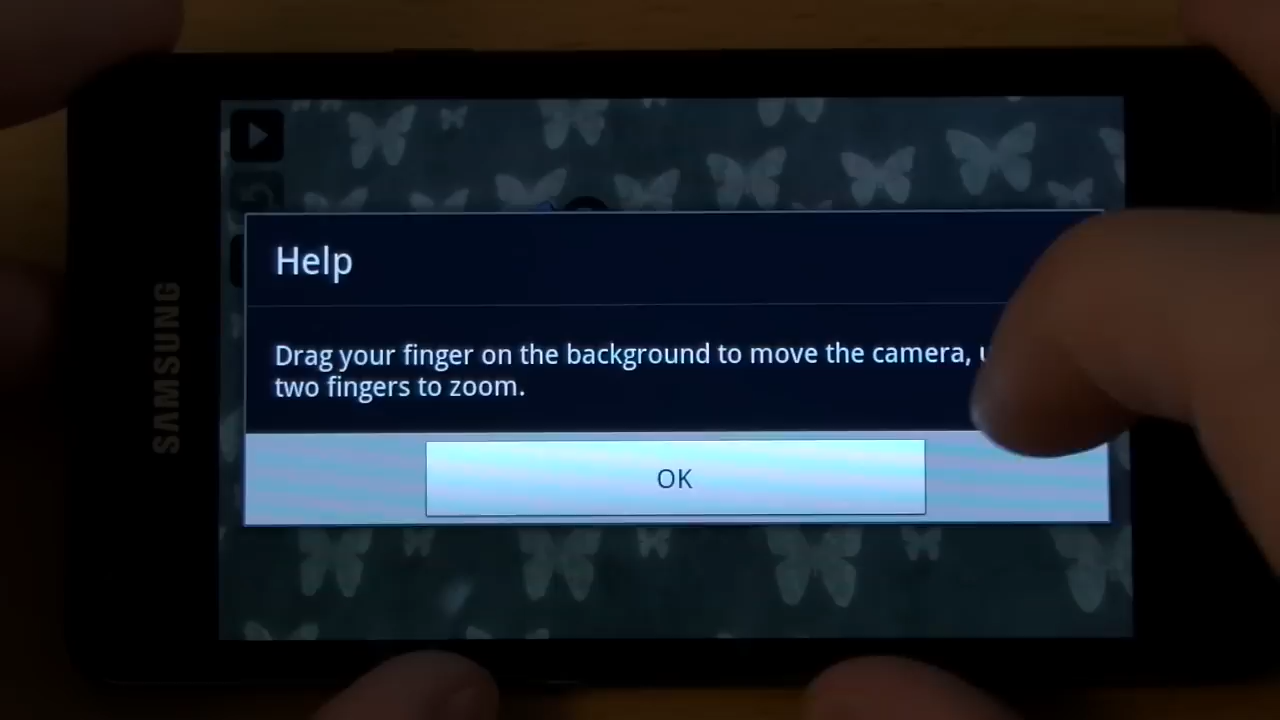 SAMSUNG
Help
Drag your finger on the background to move the camera,
two fingers to zoom.
OK